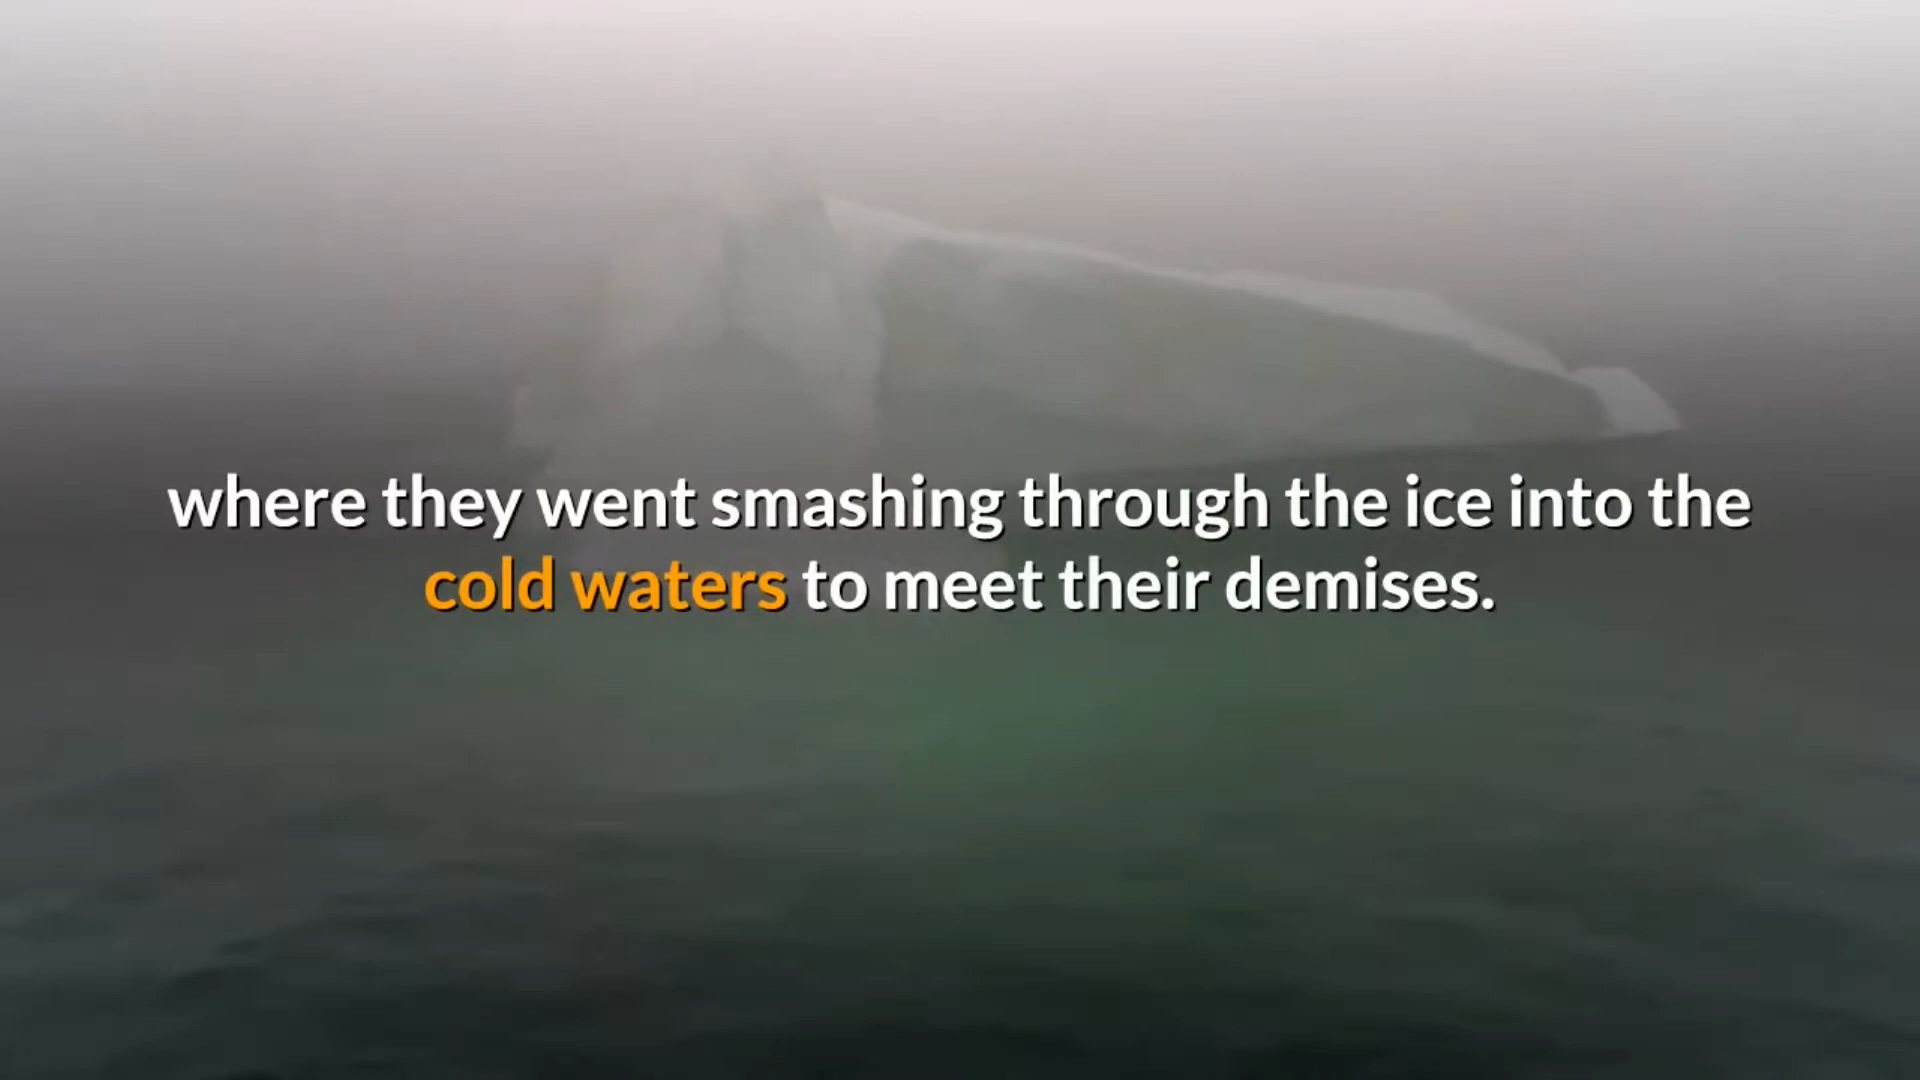 where they went smashing through the ice into the
cold waters to meet their demises.